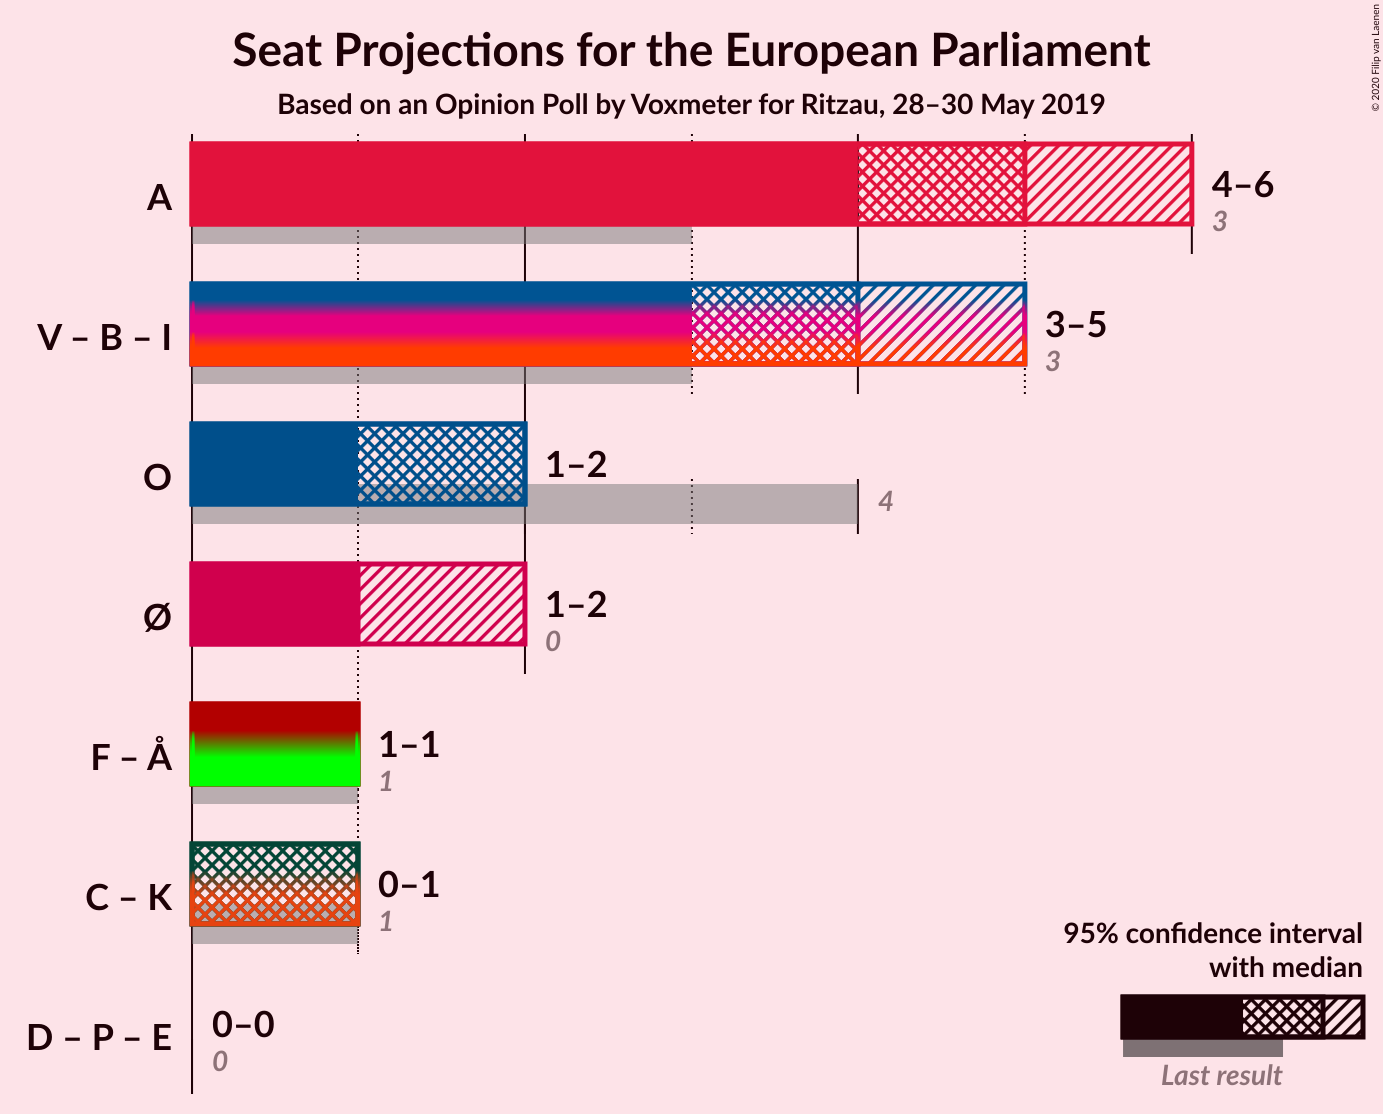 Seat Projections for the European Parliament
Based on an Opinion Poll by Voxmeter for Ritzau, 28–30 May 2019
© 2020 Filip van Laenen
A
4–6
3
V – B – I
3–5
3
O
1–2
4
Ø
1–2
0
F – Å
1–1
1
C – K
0–1
1
D – P – E
0–0
0
95% confidence interval
with median
Last result